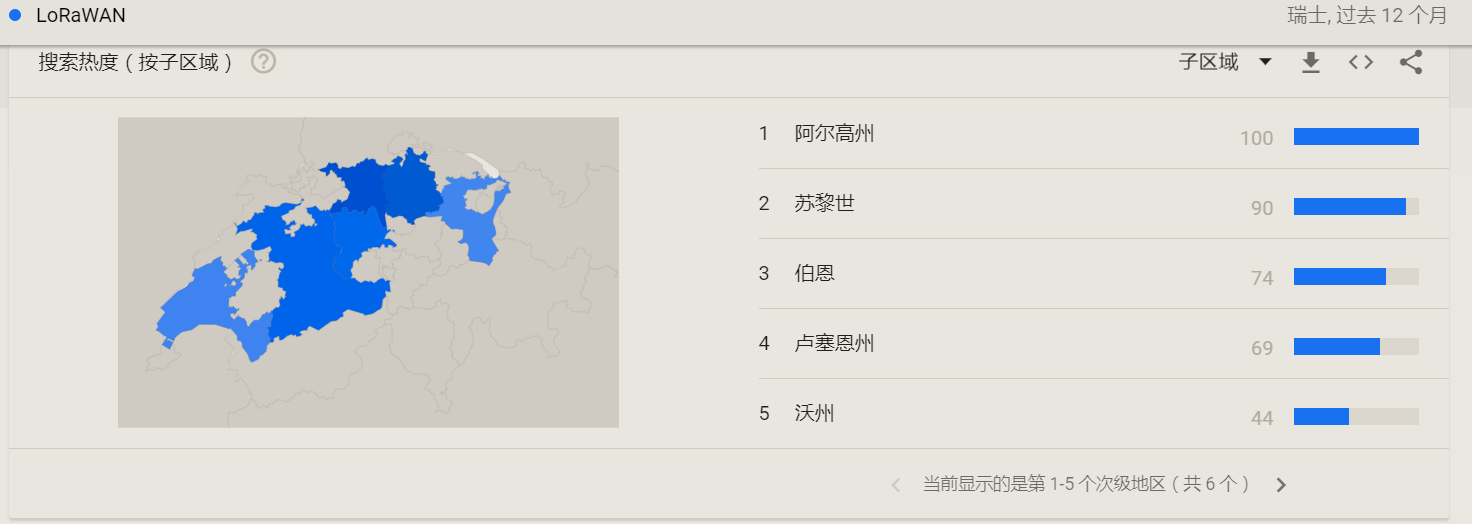 LoRaWAN 瑞士, 过去 12 个月
搜索热度（按子区域） 子区域
1 阿尔高州 100
2 苏黎世 90
3 伯恩 74
4 卢塞恩州 69
5 沃州 44
当前显示的是第 1-5 个次级地区（共 6 个）